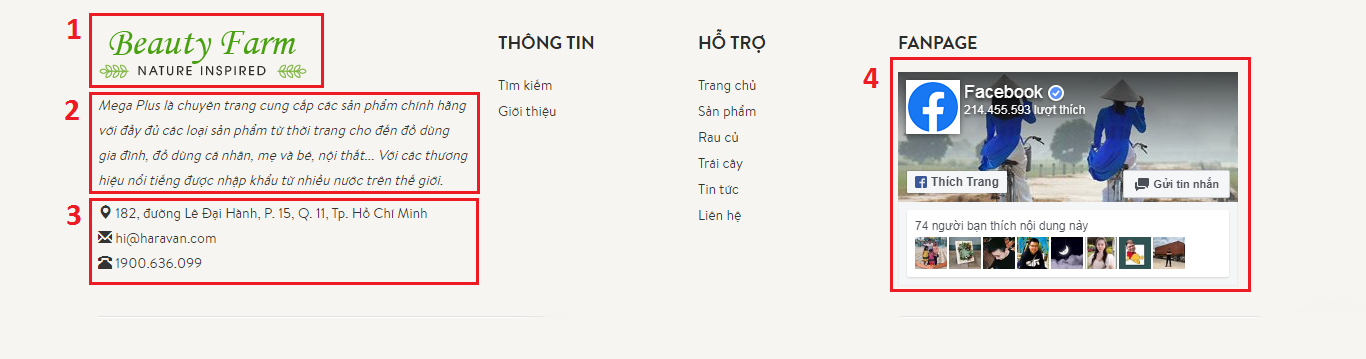 1
Beauty Farm
NATURE INSPIRED
2
Mega Plus là chuyên trang cung cấp các sản phẩm chính hãng
với đầy đủ các loại sản phẩm từ thời trang cho đến đồ dùng
gia đình, đồ dùng cá nhân, mẹ và bé, nội thất... Với các thương
hiệu nổi tiếng được nhập khẩu từ nhiều nước trên thế giới.
3
182, đường Lê Đại Hành, P. 15, Q. 11, Tp. Hồ Chí Minh
hi@haravan.com
1900.636.099
THÔNG TIN
Tìm kiếm
Giới thiệu
HỖ TRỢ
Trang chủ
Sản phẩm
Rau củ
Trái cây
Tin tức
Liên hệ
FANPAGE
4
Facebook
214.455.593 lượt thích
Thích Trang
Gửi tin nhắn
74 người bạn thích nội dung này